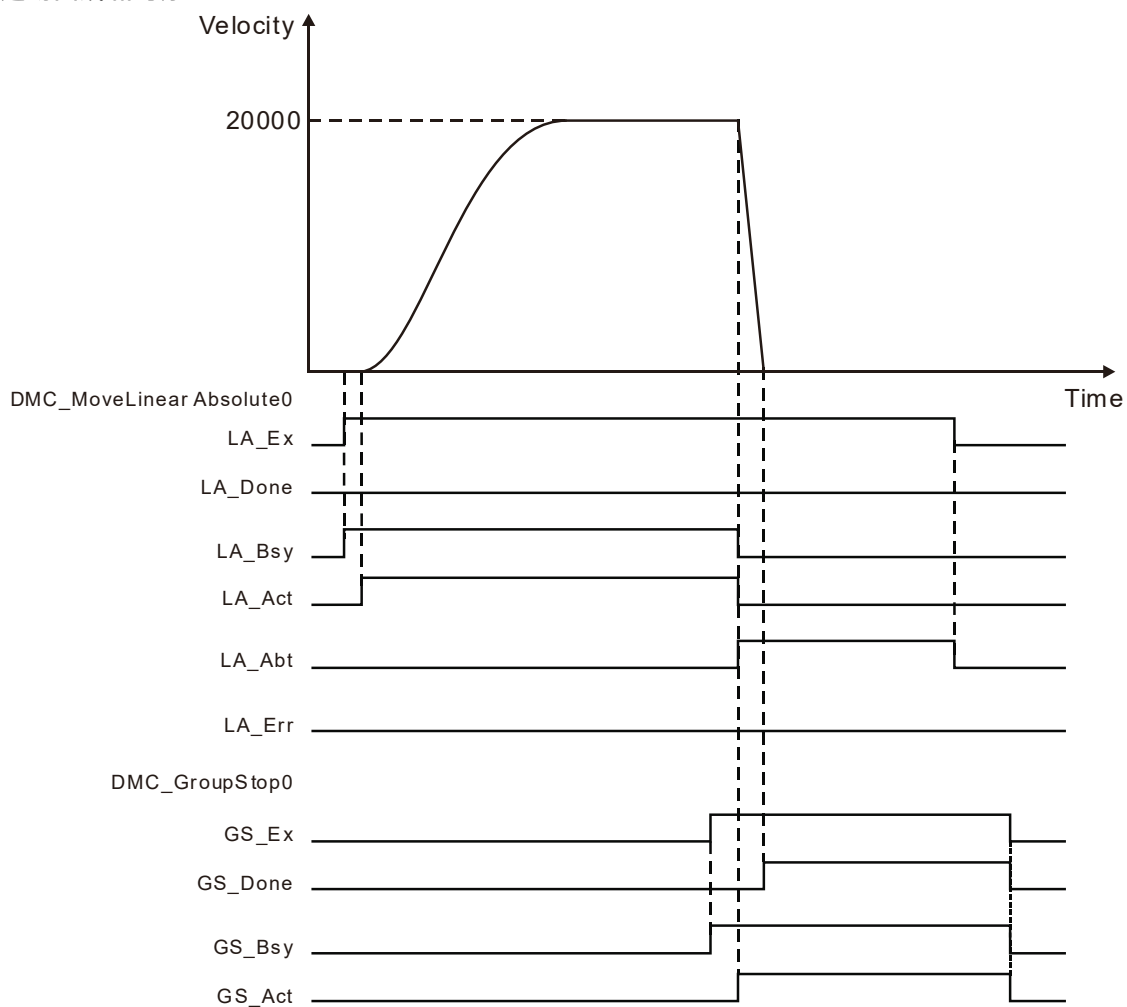 Velocity
20000
Time
DMC_MoveLinear Absolute0
LA_Ex
LA_Done
LA_Bsy
LA_Act
LA_Abt
LA_Err
DMC_GroupStop0
GS_Ex
GS_Done
GS_Bsy
GS_Act